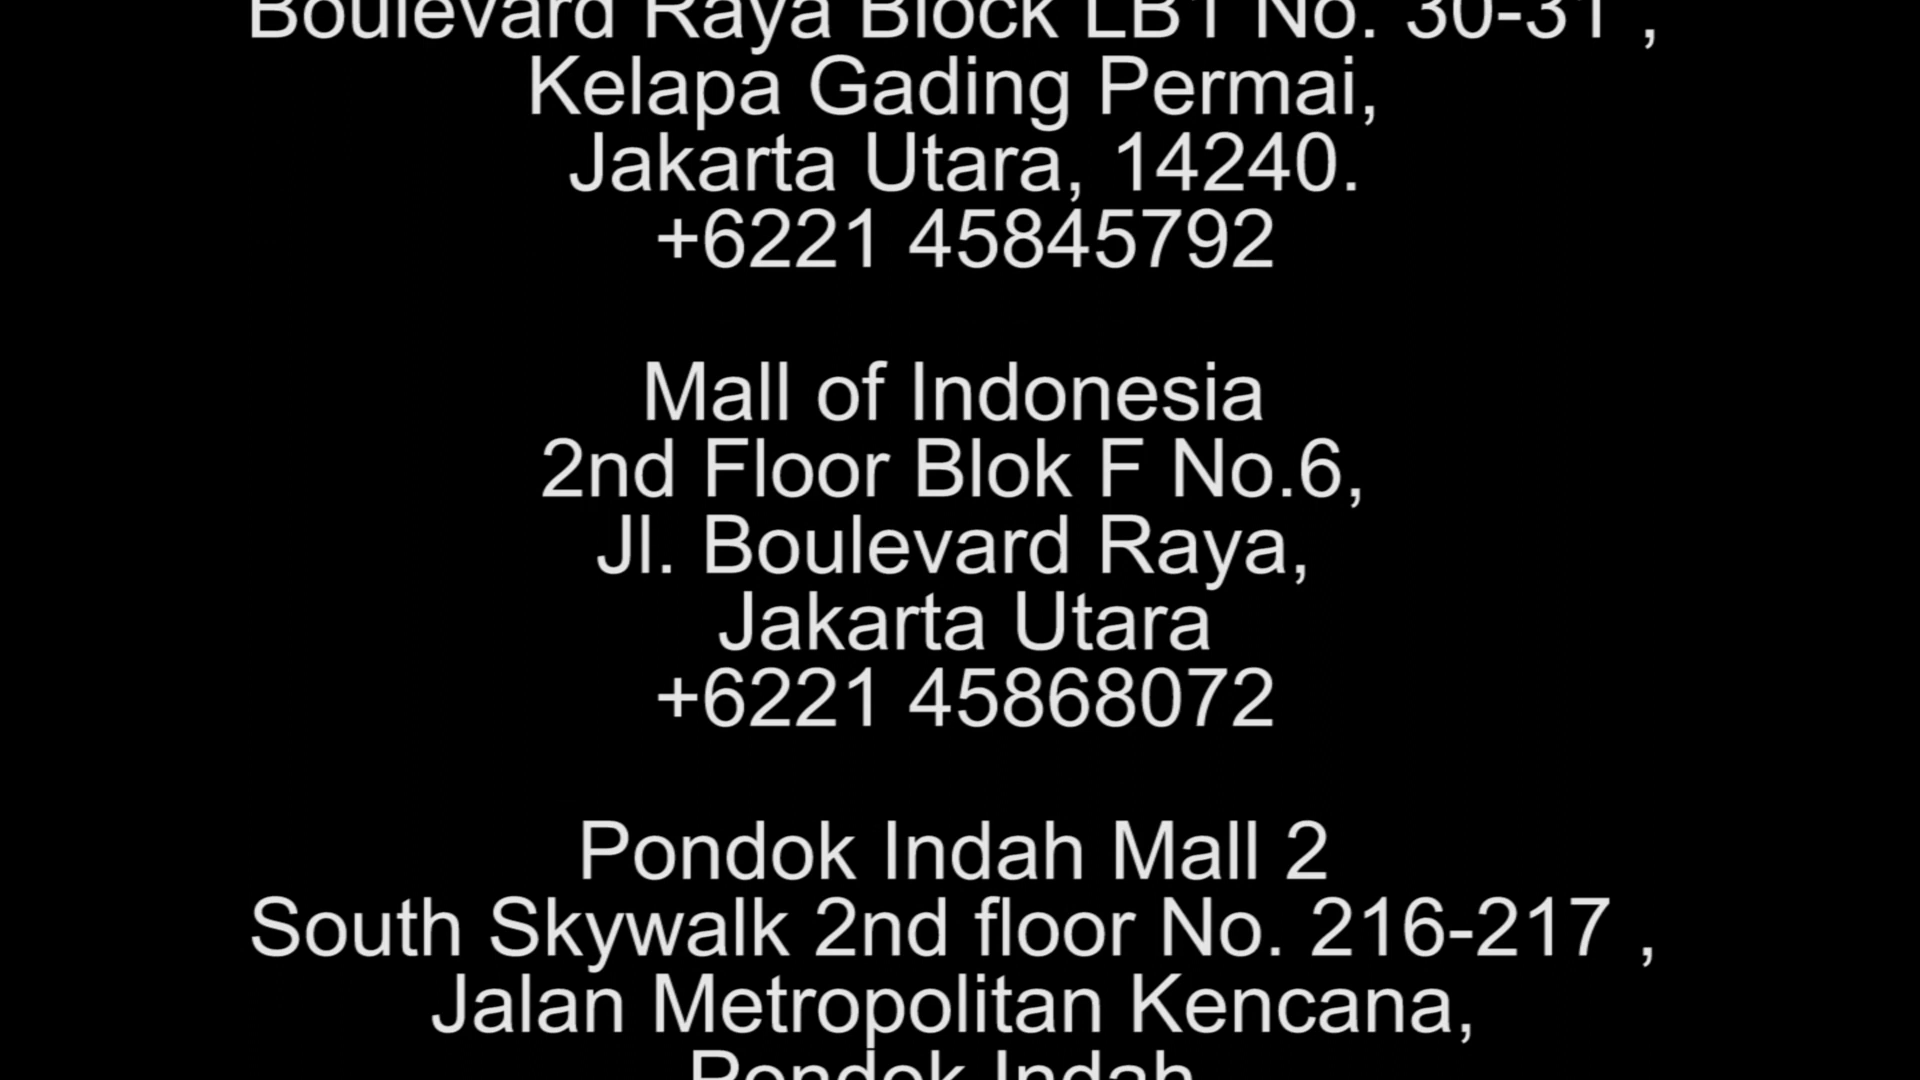 Boulevard Raya Block LB1 No. 30-31 ,
Kelapa Gading Permai,
Jakarta Utara, 14240.
+6221 45845792
Mall of Indonesia
2nd Floor Blok F No.6,
Jl. Boulevard Raya,
Jakarta Utara
+6221 45868072
Pondok Indah Mall 2
South Skywalk 2nd floor No. 216-217 ,
Jalan Metropolitan Kencana,
Pondok Indah